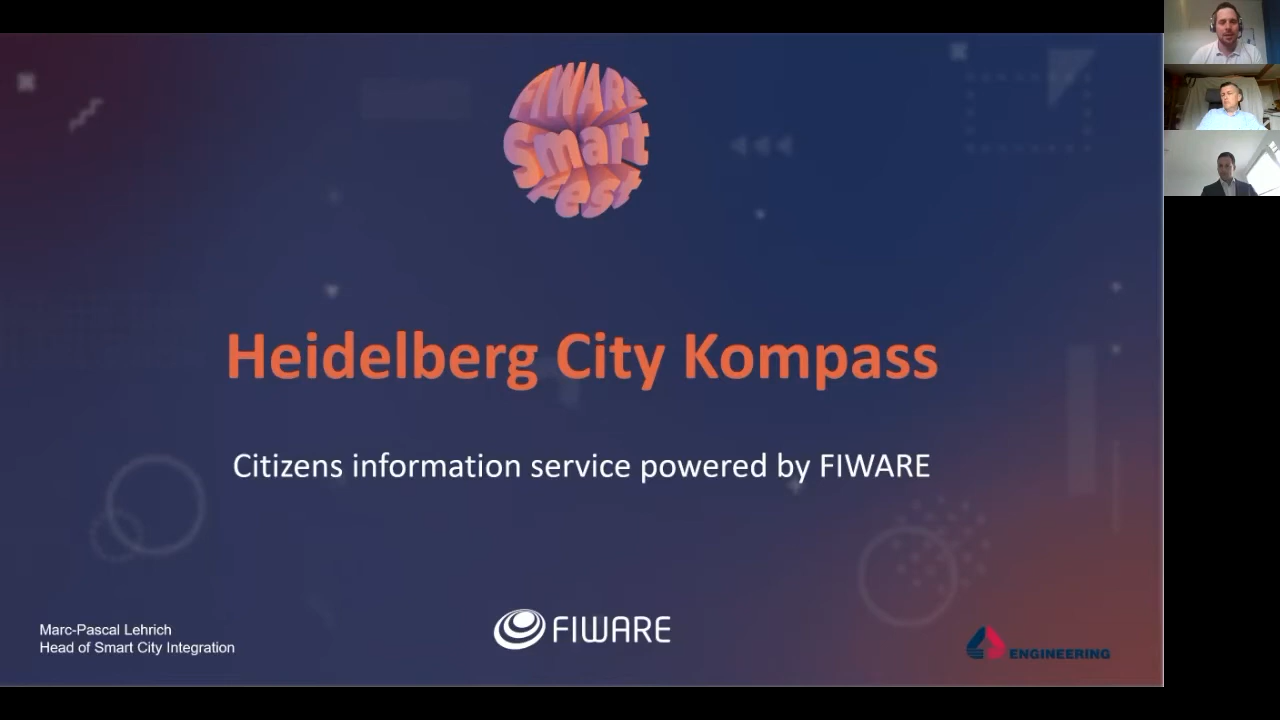 FIWARE
Smart
Fest
Heidelberg City Kompass
Citizens information service powered by FIWARE
Marc-Pascal Lehrich
Head of Smart City Integration
FIWARE
ENGINEERING